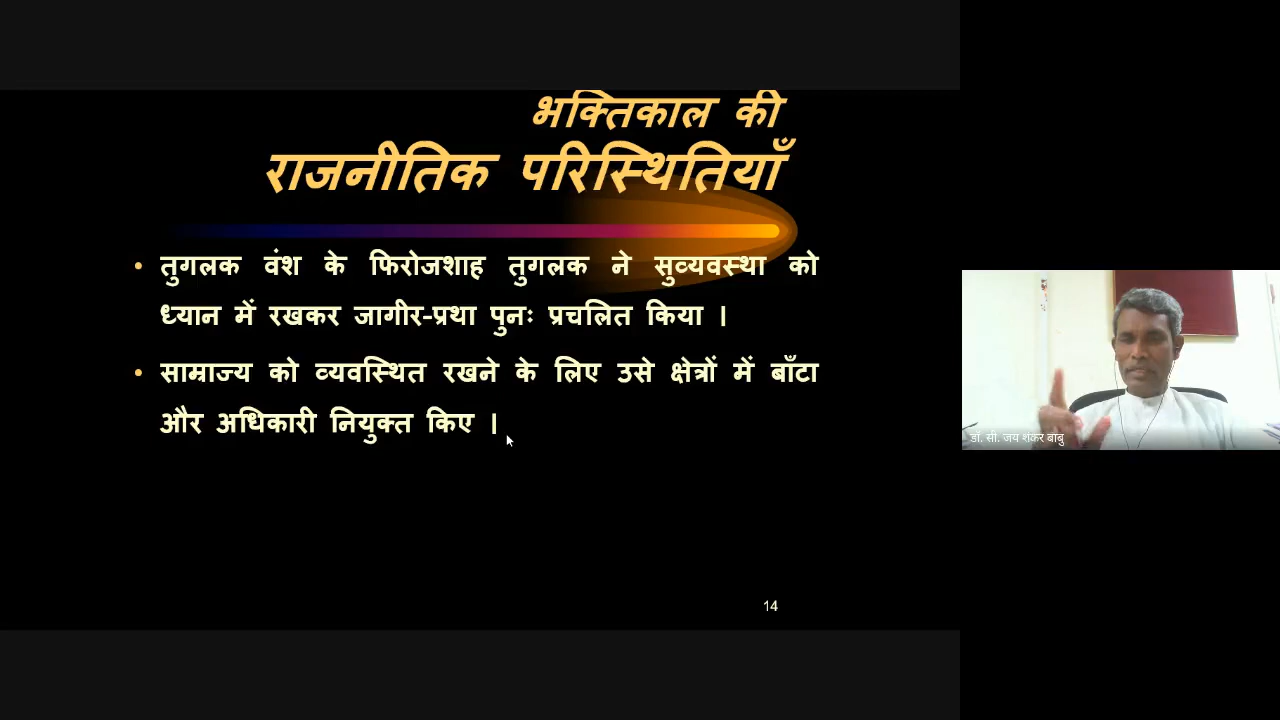 भक्तिकाल की
राजनीतिक परिस्थितियाँ
• तुगलक वंश के फिरोजशाह तुगलक ने सुव्यवस्था को
ध्यान में रखकर जागीर-प्रथा पुनः प्रचलित किया ।
• साम्राज्य को व्यवस्थित रखने के लिए उसे क्षेत्रों में बाँटा
और अधिकारी नियुक्त किए ।
डॉ. सी. जय शंकर बाबु
14